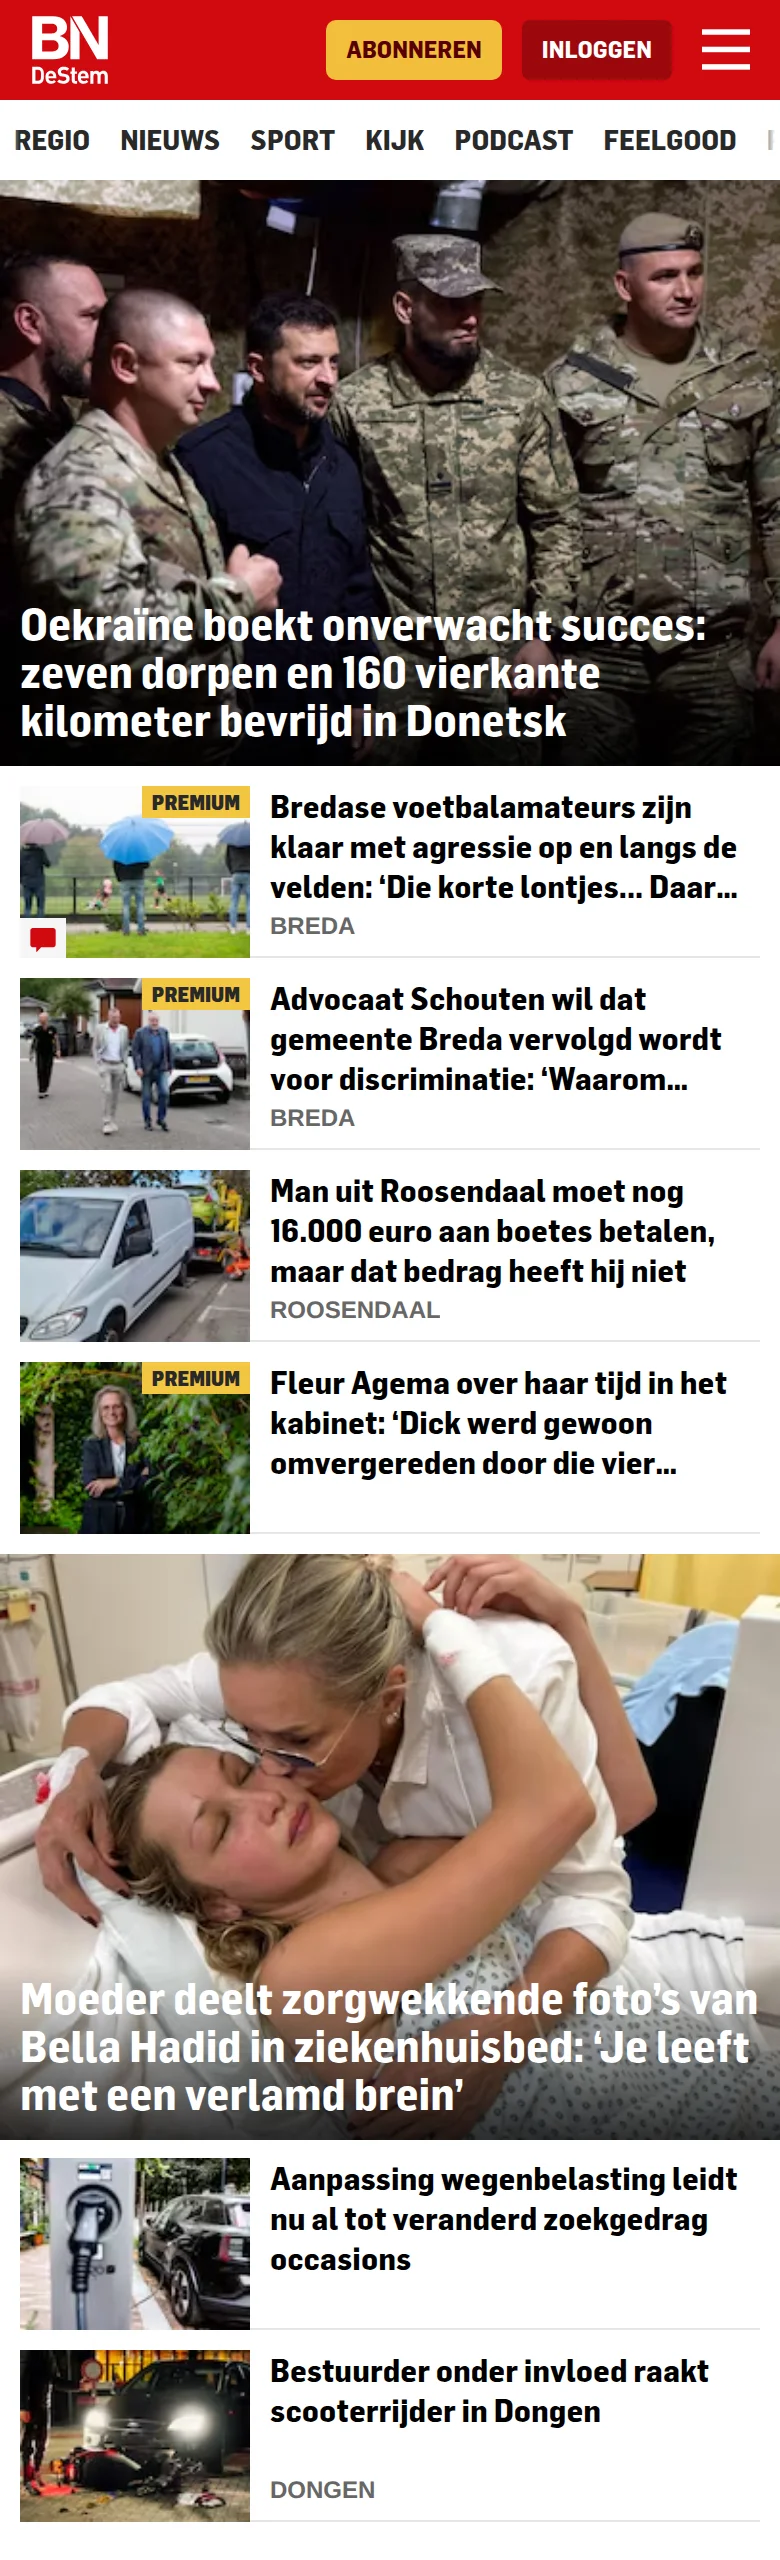 BN
DeStem
ABONNEREN
INLOGGEN
REGIO NIEUWS SPORT KIJK PODCAST FEELGOOD
Oekraïne boekt onverwacht succes:
zeven dorpen en 160 vierkante
kilometer bevrijd in Donetsk
PREMIUM
Bredase voetbalamateurs zijn
klaar met agressie op en langs de
velden: ‘Die korte lontjes... Daar...
BREDA
PREMIUM
Advocaat Schouten wil dat
gemeente Breda vervolgd wordt
voor discriminatie: ‘Waarom...
BREDA
Man uit Roosendaal moet nog
16.000 euro aan boetes betalen,
maar dat bedrag heeft hij niet
ROOSENDAAL
PREMIUM
Fleur Agema over haar tijd in het
kabinet: ‘Dick werd gewoon
omvergereden door die vier...
Moeder deelt zorgwekkende foto’s van
Bella Hadid in ziekenhuisbed: ‘Je leeft
met een verlamd brein’
Aanpassing wegenbelasting leidt
nu al tot veranderd zoekgedrag
occasions
Bestuurder onder invloed raakt
scooterrijder in Dongen
DONGEN